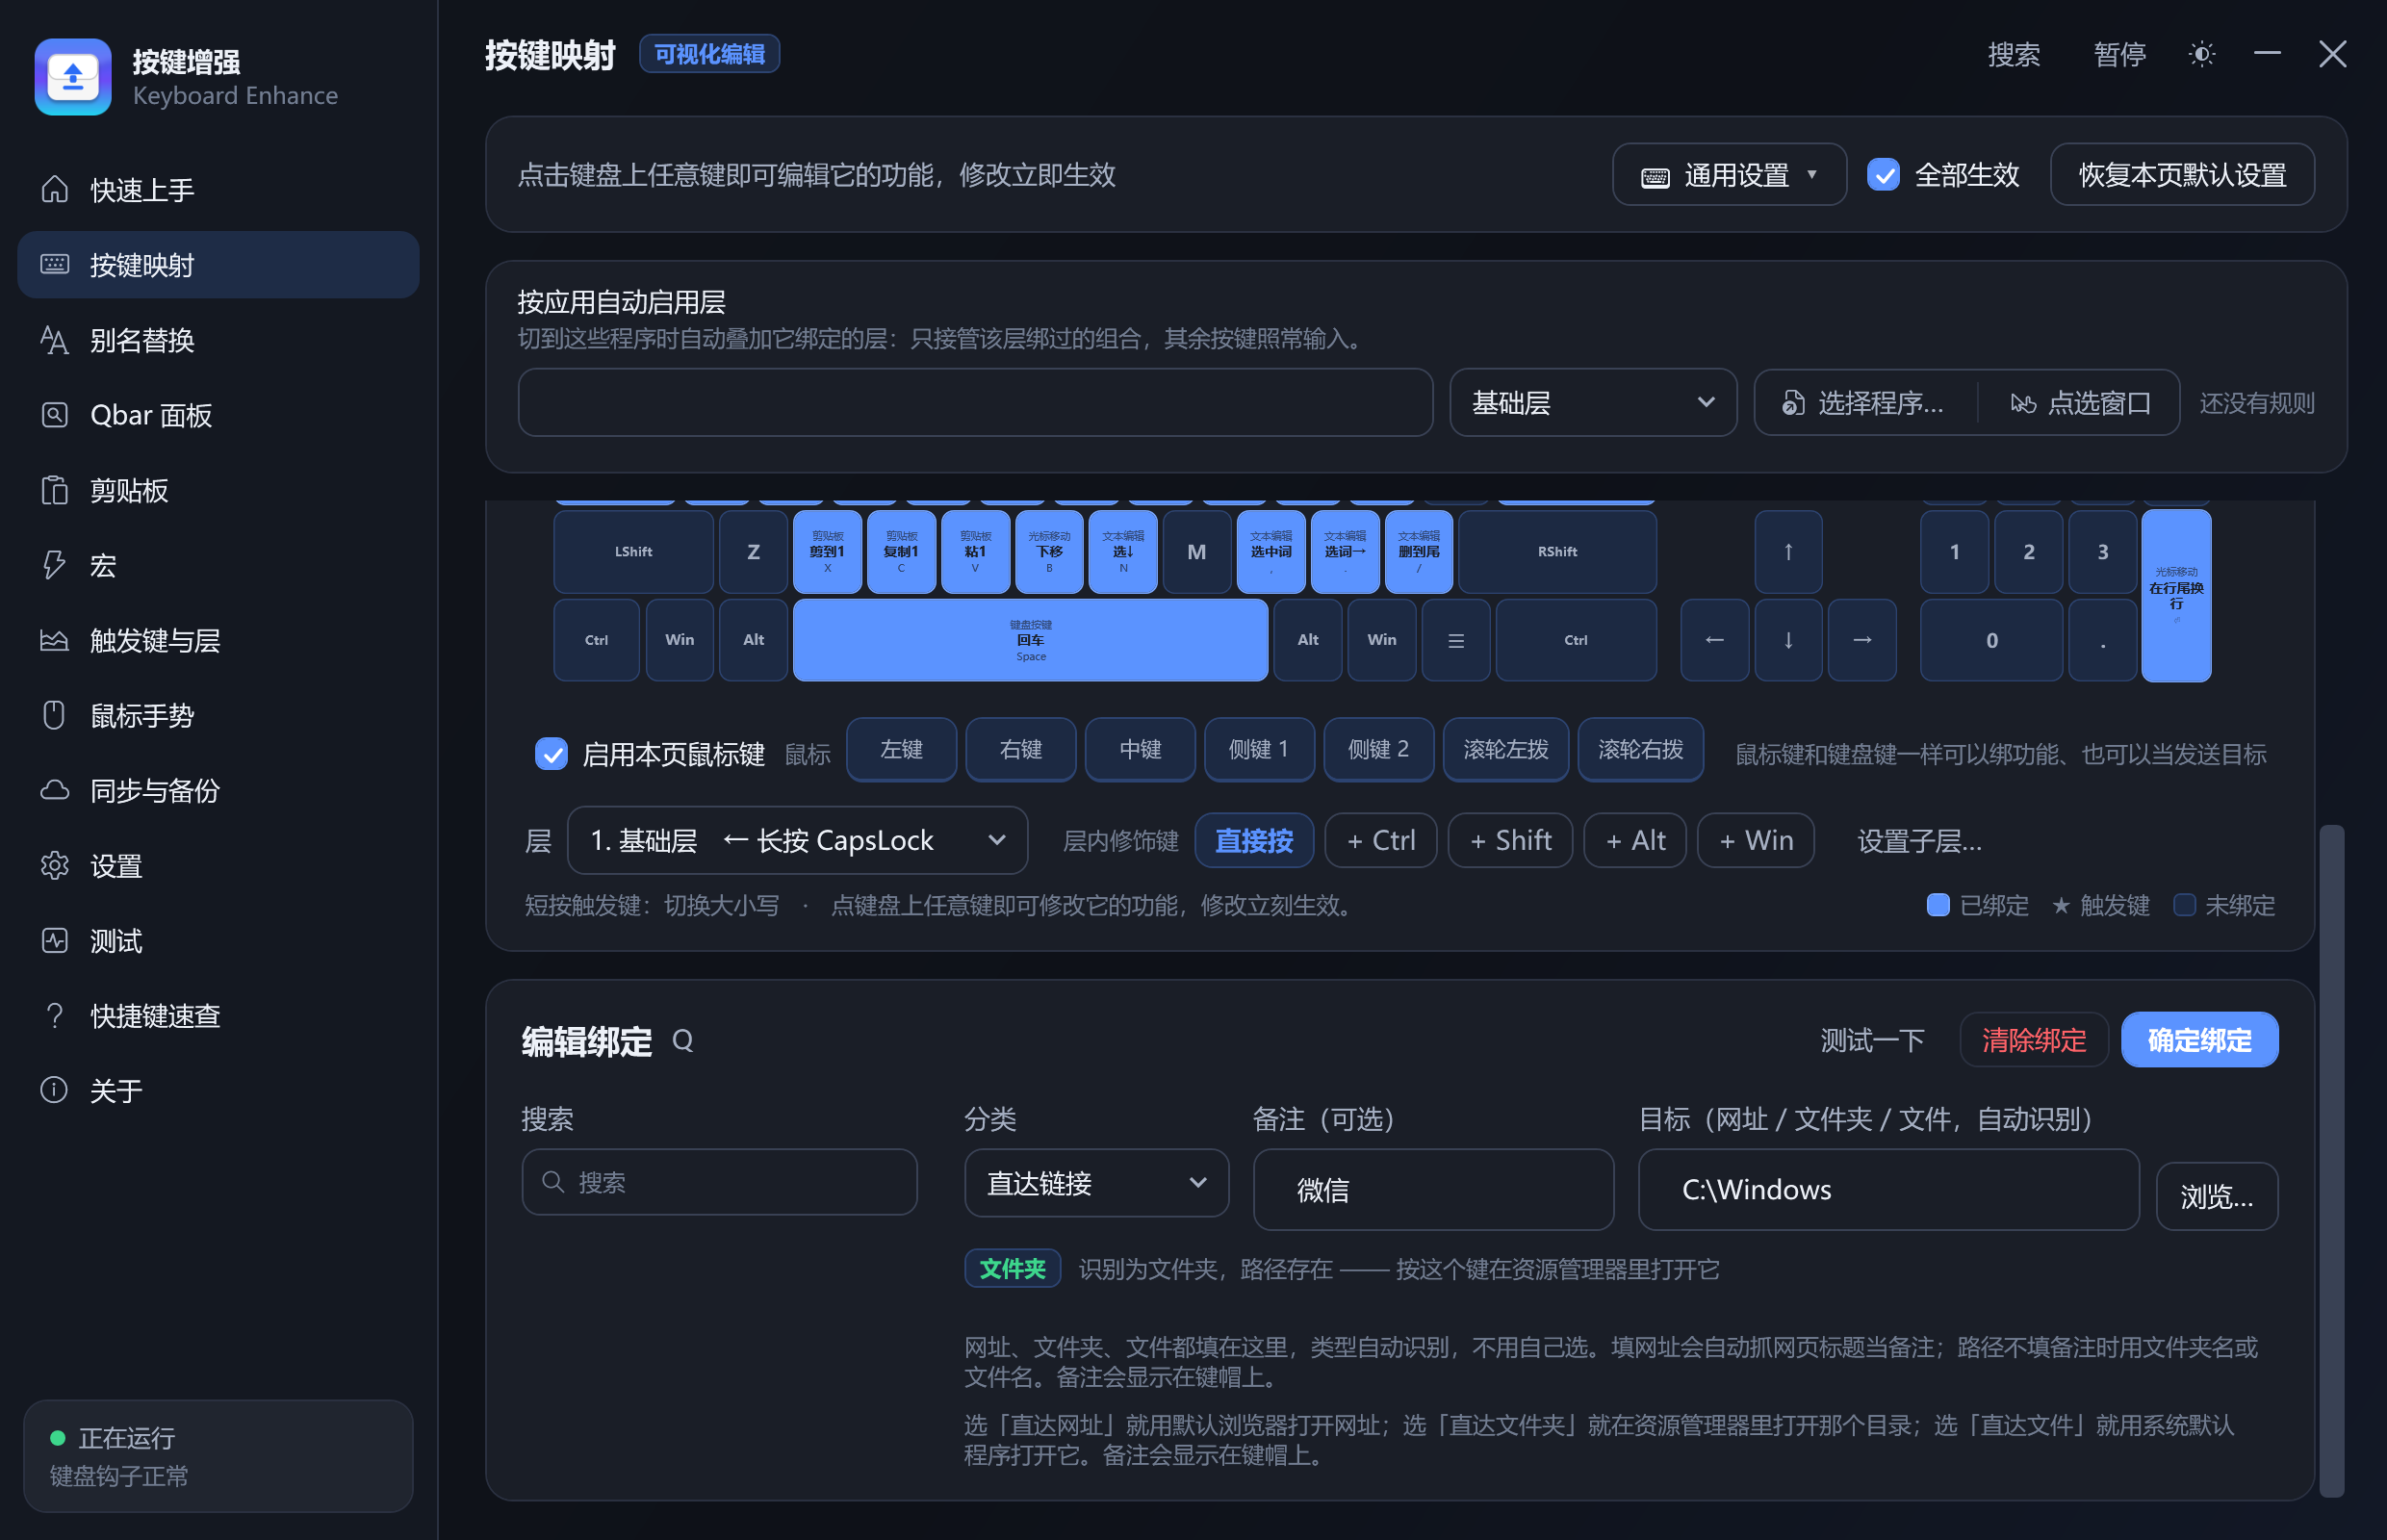 按键增强
Keyboard Enhance
快速上手
按键映射
别名替换
Qbar 面板
剪贴板
宏
触发键与层
鼠标手势
同步与备份
设置
测试
快捷键速查
关于
正在运行
键盘钩子正常
按键映射 可视化编辑 搜索 暂停
点击键盘上任意键即可编辑它的功能，修改立即生效 通用设置 全部生效 恢复本页默认设置
按应用自动启用层
切到这些程序时自动叠加它绑定的层：只接管该层绑过的组合，其余按键照常输入。
基础层 选择程序... 点选窗口 还没有规则
剪贴板 剪贴板 剪贴板 光标移动 文本编辑 文本编辑 文本编辑 文本编辑
LShift Z 剪到1 复制1 粘1 下移 选↓ M 选中词 选词→ 删到尾 RShift ↑ 1 2 3
X C V B N , . /
光标移动
在行尾换
行
键盘按键
Ctrl Win Alt 回车 Alt Win ☰ Ctrl ← ↓ → 0 .
Space
启用本页鼠标键 鼠标 左键 右键 中键 侧键 1 侧键 2 滚轮左拨 滚轮右拨 鼠标键和键盘键一样可以绑功能、也可以当发送目标
层 1. 基础层 ← 长按 CapsLock 层内修饰键 直接按 + Ctrl + Shift + Alt + Win 设置子层...
短按触发键：切换大小写 · 点键盘上任意键即可修改它的功能，修改立刻生效。 已绑定 ★ 触发键 未绑定
编辑绑定 Q 测试一下 清除绑定 确定绑定
搜索 分类 备注（可选） 目标（网址 / 文件夹 / 文件，自动识别）
搜索 直达链接 微信 C:\Windows 浏览...
文件夹 识别为文件夹，路径存在 —— 按这个键在资源管理器里打开它
网址、文件夹、文件都填在这里，类型自动识别，不用自己选。填网址会自动抓网页标题当备注；路径不填备注时用文件夹名或
文件名。备注会显示在键帽上。
选「直达网址」就用默认浏览器打开网址；选「直达文件夹」就在资源管理器里打开那个目录；选「直达文件」就用系统默认
程序打开它。备注会显示在键帽上。